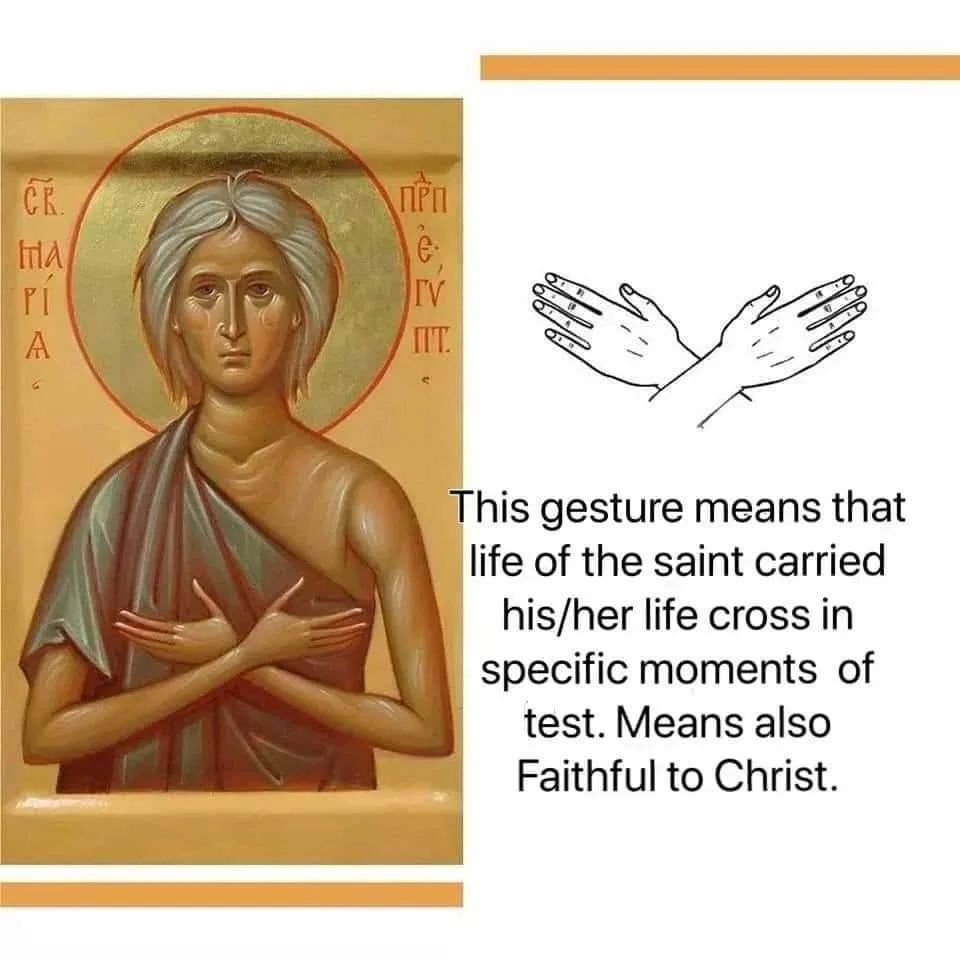 С҃В.
МА
РІ
Ѧ
ПРⷣП
Е·
ГѴ
ПТ.
This gesture means that
life of the saint carried
his/her life cross in
specific moments of
test. Means also
Faithful to Christ.